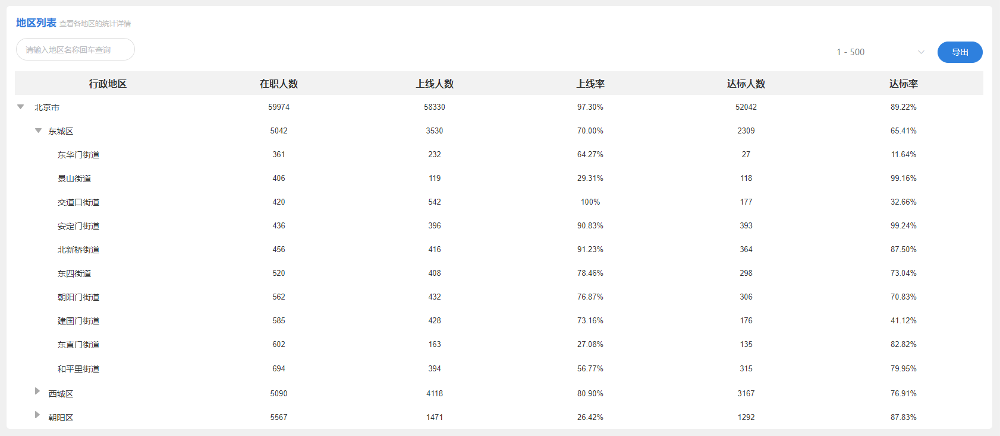 地区列表 查看各地区的统计详情
请输入地区名称回车查询
1 - 500 导出
行政地区 在职人数 上线人数 上线率 达标人数 达标率
北京市 59974 58330 97.30% 52042 89.22%
东城区 5042 3530 70.00% 2309 65.41%
东华门街道 361 232 64.27% 27 11.64%
景山街道 406 119 29.31% 118 99.16%
交道口街道 420 542 100% 177 32.66%
安定门街道 436 396 90.83% 393 99.24%
北新桥街道 456 416 91.23% 364 87.50%
东四街道 520 408 78.46% 298 73.04%
朝阳门街道 562 432 76.87% 306 70.83%
建国门街道 585 428 73.16% 176 41.12%
东直门街道 602 163 27.08% 135 82.82%
和平里街道 694 394 56.77% 315 79.95%
西城区 5090 4118 80.90% 3167 76.91%
朝阳区 5567 1471 26.42% 1292 87.83%